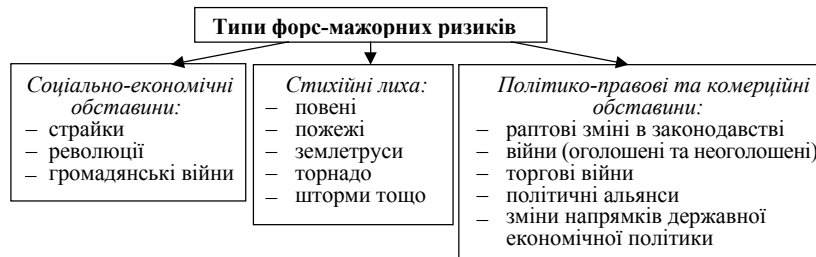 Типи форс-мажорних ризиків
Соціально-економічні
обставини:
– страйки
– революції
– громадянські війни
Стихійні лиха:
– повені
– пожежі
– землетруси
– торнадо
– шторми тощо
Політико-правові та комерційні
обставини:
– раптові зміні в законодавстві
– війни (оголошені та неоголошені)
– торгові війни
– політичні альянси
– зміни напрямків державної
економічної політики